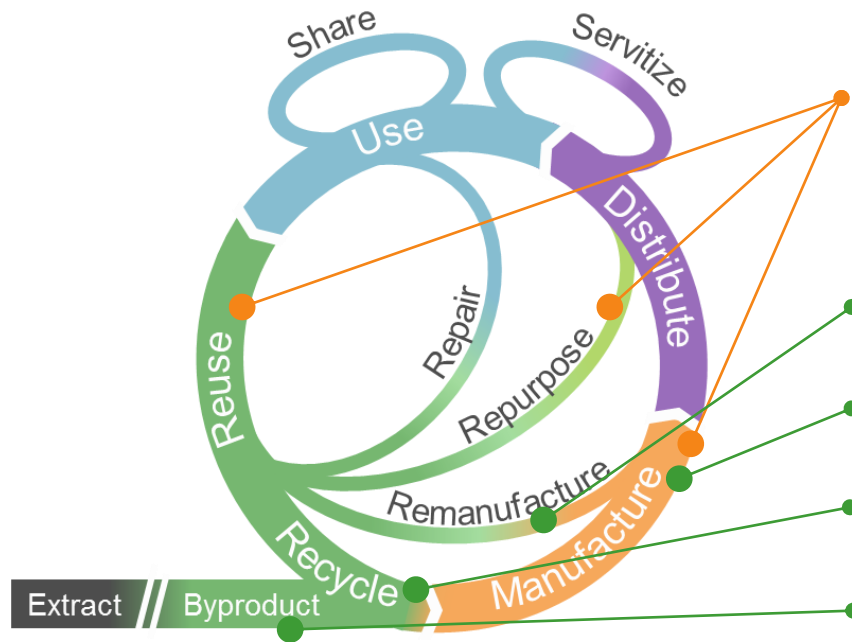 Share
Servitize
Use
Distribute
Repair
Reuse
Repurpose
Remanufacture
Manufacture
Recycle
Extract
Byproduct